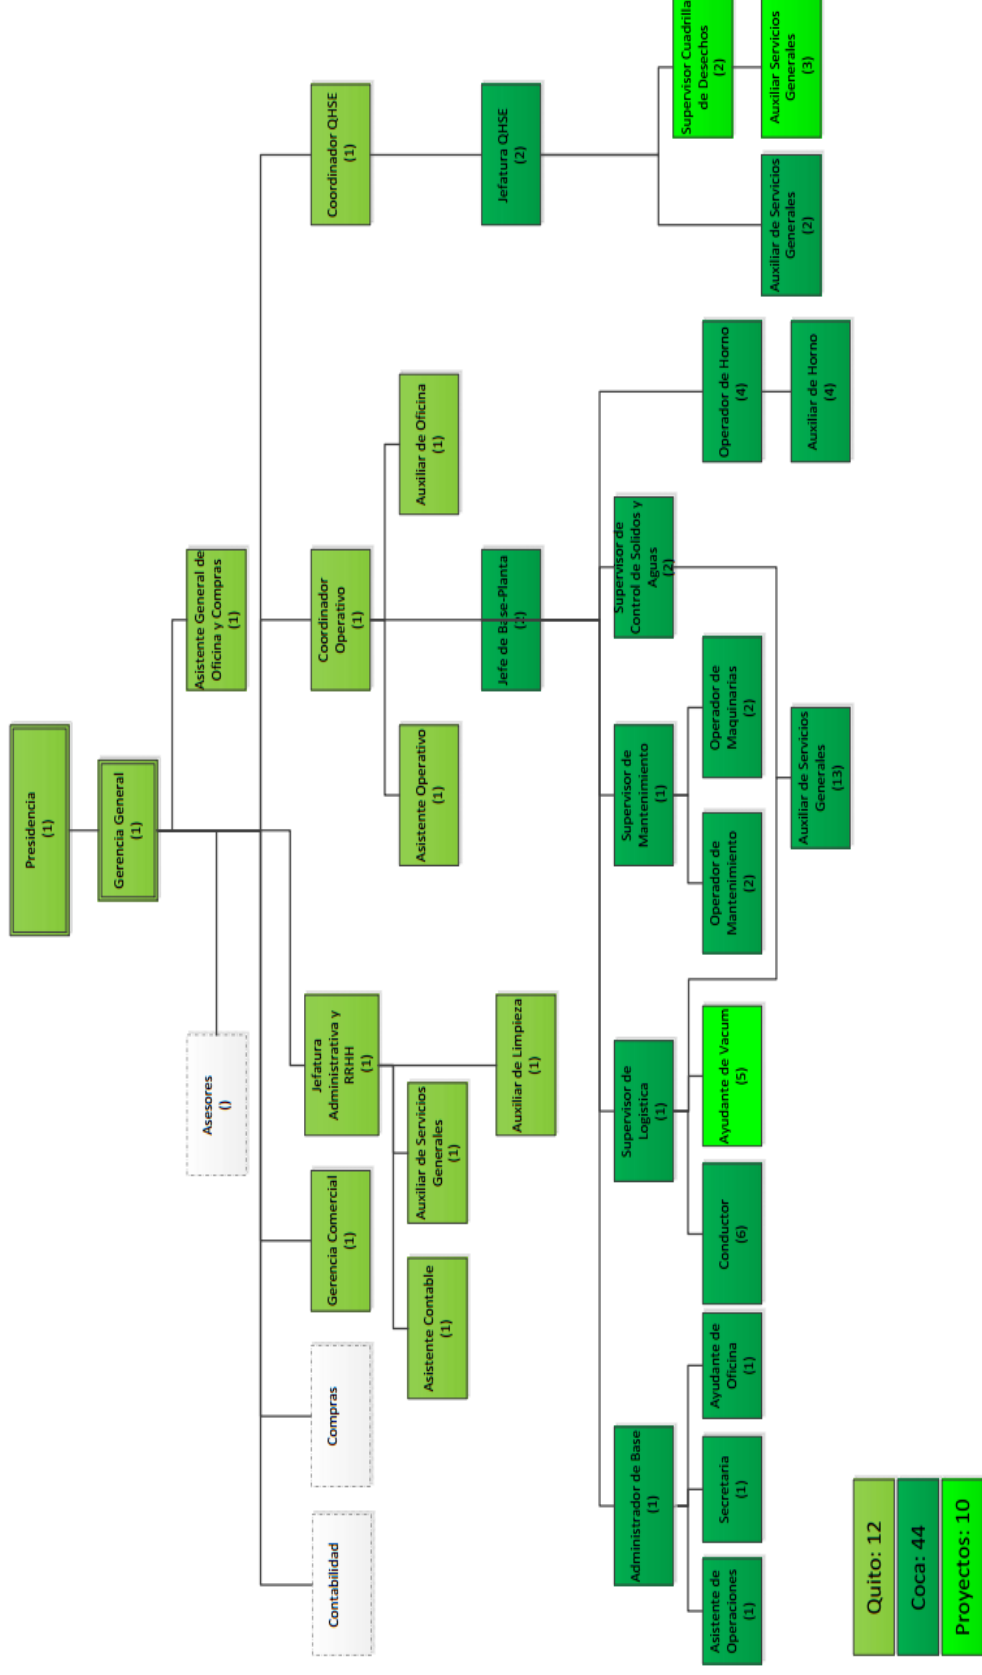 Presidencia
(1)
Gerencia General
(1)
Asesores
()
Asistente General de
Oficina y Compras
(1)
Contabilidad
Compras
Gerencia Comercial
(1)
Jefatura
Administrativa y
RRHH
(1)
Coordinador
Operativo
(1)
Coordinador QHSE
(1)
Asistente Contable
(1)
Auxiliar de Servicios
Generales
(1)
Auxiliar de Limpieza
(1)
Asistente Operativo
(1)
Auxiliar de Oficina
(1)
Jefe de Base-Planta
(2)
Jefatura QHSE
(2)
Administrador de Base
(1)
Supervisor de
Logistica
(1)
Supervisor de
Mantenimiento
(1)
Supervisor de
Control de Solidos y
Aguas
(2)
Asistente de
Operaciones
(1)
Secretaria
(1)
Ayudante de
Oficina
(1)
Conductor
(6)
Ayudante de Vacum
(5)
Operador de
Mantenimiento
(2)
Operador de
Maquinarias
(2)
Operador de Horno
(4)
Supervisor Cuadrilla
de Desechos
(2)
Auxiliar de Servicios
Generales
(13)
Auxiliar de Horno
(4)
Auxiliar de Servicios
Generales
(2)
Auxiliar Servicios
Generales
(3)
Quito: 12
Coca: 44
Proyectos: 10